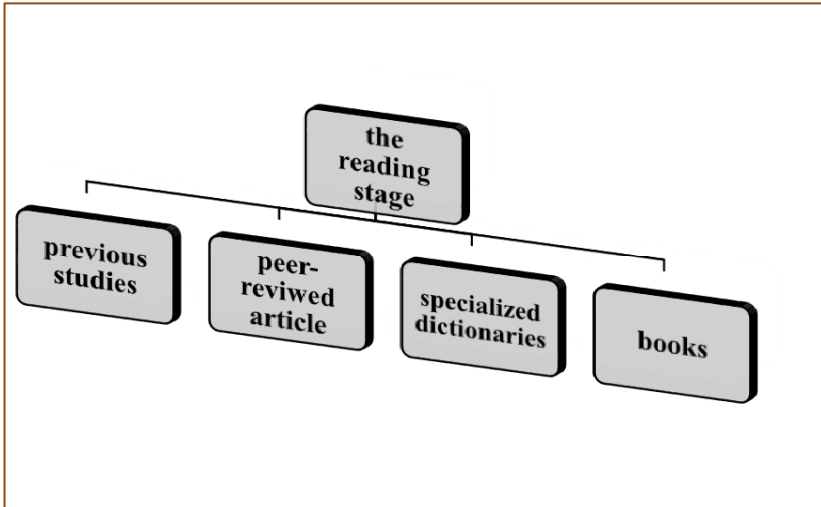 the
reading
stage
previous
studies
peer-
reviwed
article
specialized
dictionaries
books